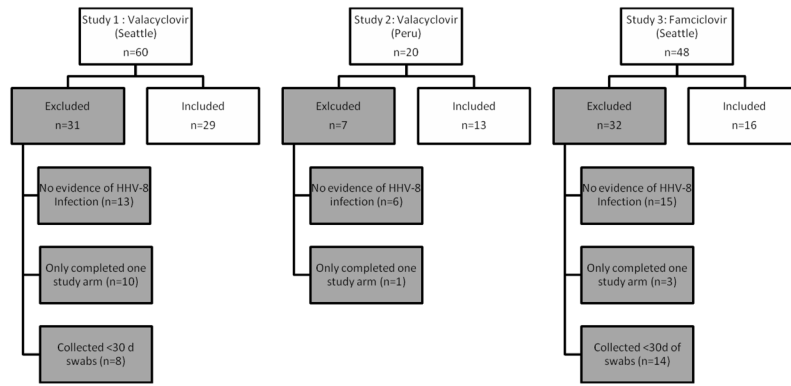 Study 1 : Valacyclovir
(Seattle)
n=60
Excluded
n=31
Included
n=29
No evidence of HHV-8
Infection (n=13)
Only completed one
study arm (n=10)
Collected <30 d
swabs (n=8)
Study 2: Valacyclovir
(Peru)
n=20
Exlcuded
n=7
Included
n=13
No evidence of HHV-8
infection (n=6)
Only completed one
study arm (n=1)
Study 3: Famciclovir
(Seattle)
n=48
Excluded
n=32
Included
n=16
No evidence of HHV-8
Infection (n=15)
Only completed one
study arm (n=3)
Collected <30d of
swabs (n=14)